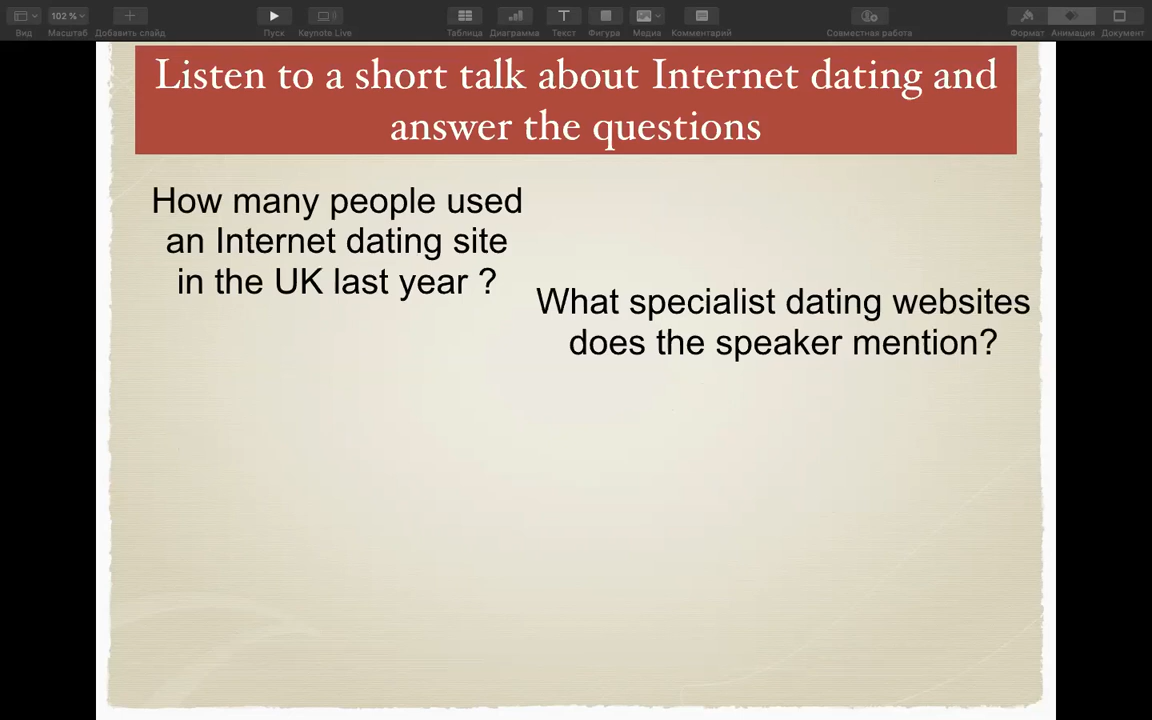 102 %
Вид
Масштаб
Добавить слайд
Пуск
Keynote Live
Таблица
Диаграмма
Текст
Фигура
Медиа
Комментарий
Совместная работа
Формат
Анимация
Документ
Listen to a short talk about Internet dating and
answer the questions
How many people used
an Internet dating site
in the UK last year ?
What specialist dating websites
does the speaker mention?